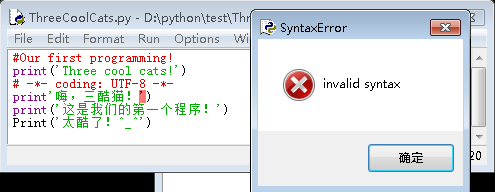 ThreeCoolCats.py - D:\python\test\Thr
File Edit Format Run Options Win
#Our first programming!
print('Three cool cats!')
# -*- coding: UTF-8 -*-
print'嗨，三酷猫！')
print('这是我们的第一个程序！')
Print('太酷了！^_^')
20
SyntaxError
invalid syntax
确定